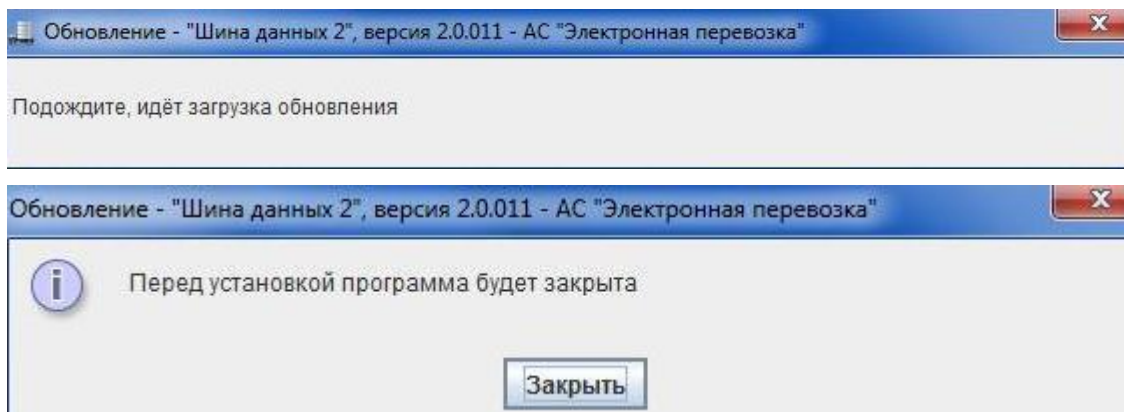 Обновление - "Шина данных 2", версия 2.0.011 - АС "Электронная перевозка"
Подождите, идёт загрузка обновления
Обновление - "Шина данных 2", версия 2.0.011 - АС "Электронная перевозка"
Перед установкой программа будет закрыта
Закрыть